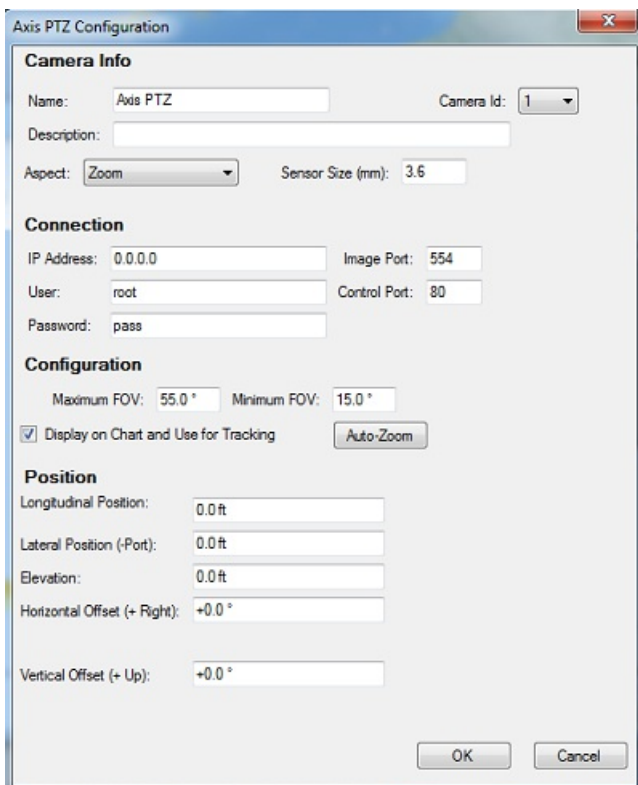 Axis PTZ Configuration
Camera Info
Name: Axis PTZ Camera Id: 1
Description:
Aspect: Zoom Sensor Size (mm): 3.6
Connection
IP Address: 0.0.0.0 Image Port: 554
User: root Control Port: 80
Password: pass
Configuration
Maximum FOV: 55.0 ° Minimum FOV: 15.0 °
Display on Chart and Use for Tracking Auto-Zoom
Position
Longitudinal Position: 0.0 ft
Lateral Position (-Port): 0.0 ft
Elevation: 0.0 ft
Horizontal Offset (+ Right): +0.0 °
Vertical Offset (+ Up): +0.0 °
OK Cancel